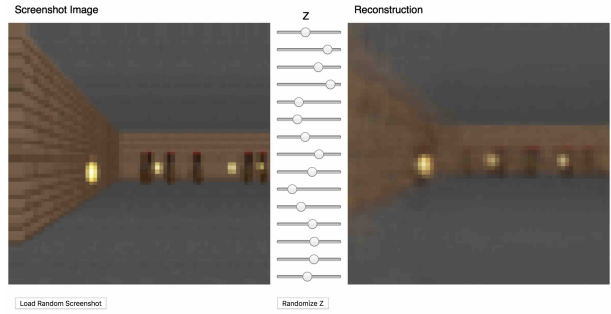 Screenshot Image
Z
Reconstruction
Load Random Screenshot
Randomize Z